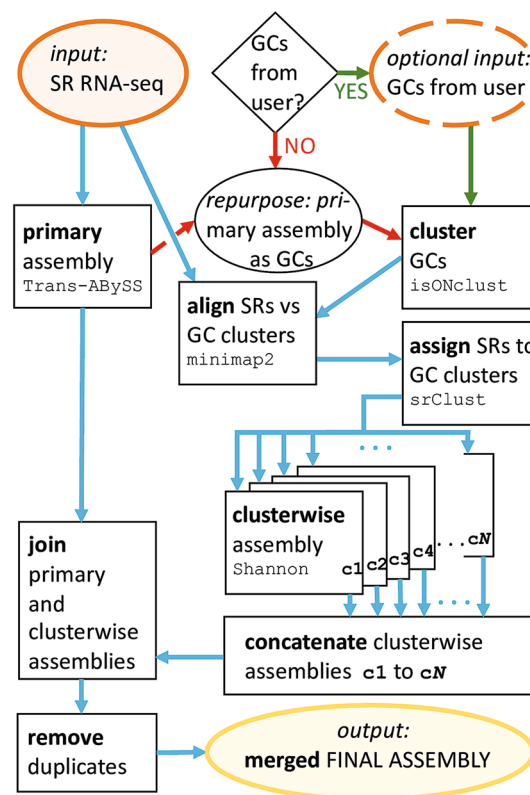 input:
SR RNA-seq
GCs
from
user?
YES
optional input:
GCs from user
NO
repurpose: pri-
mary assembly
as GCs
primary
assembly
Trans-ABySS
cluster
GCs
isONclust
align SRs vs
GC clusters
minimap2
assign SRs to
GC clusters
srClust
...
clusterwise
assembly
Shannon
c1
c2
c3
c4
... cN
...
join
primary
and
clusterwise
assemblies
concatenate clusterwise
assemblies c1 to cN
remove
duplicates
output:
merged FINAL ASSEMBLY